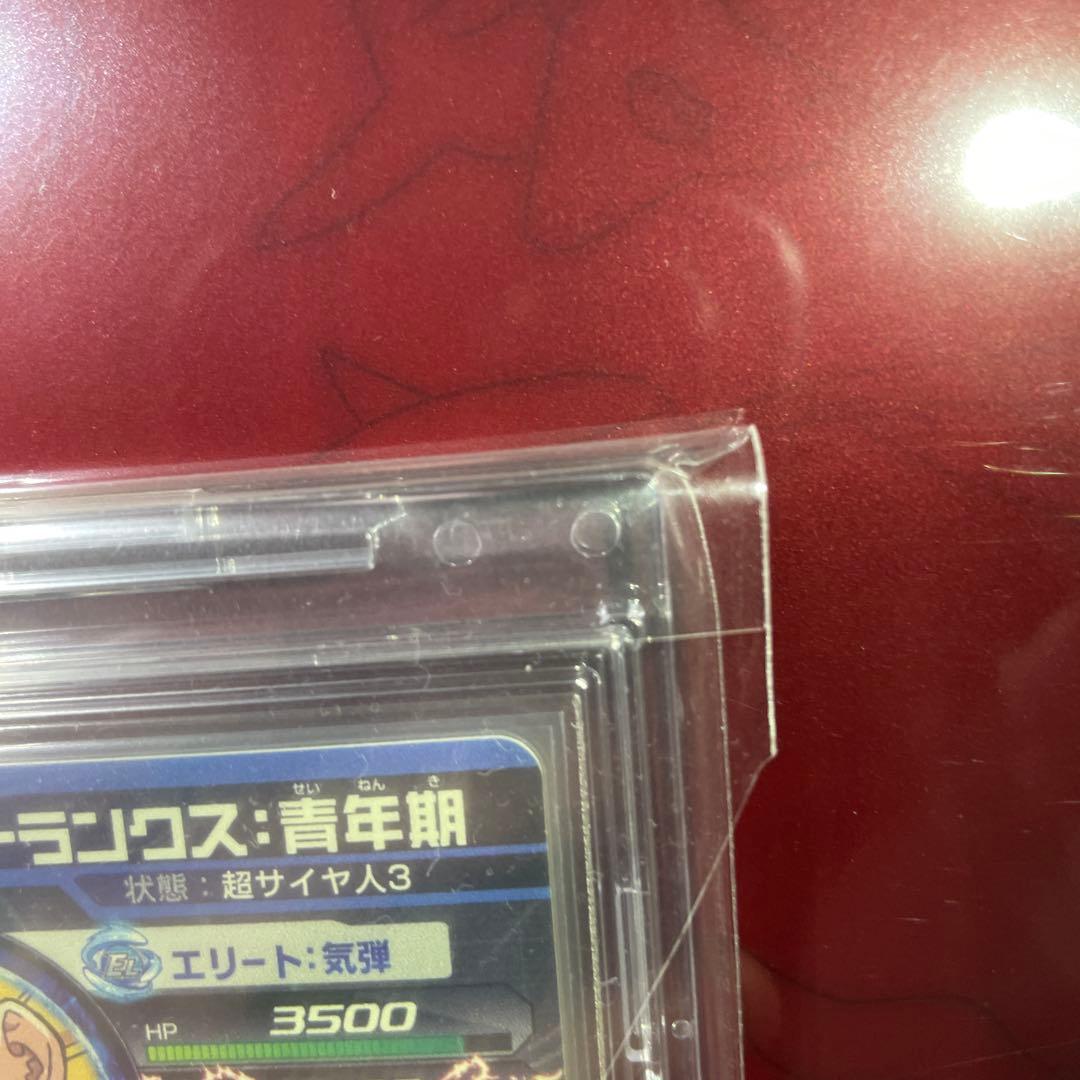 せい ねん き
ランクス:青年期
状態:超サイヤ人3
EL エリート:気弾
HP 3500